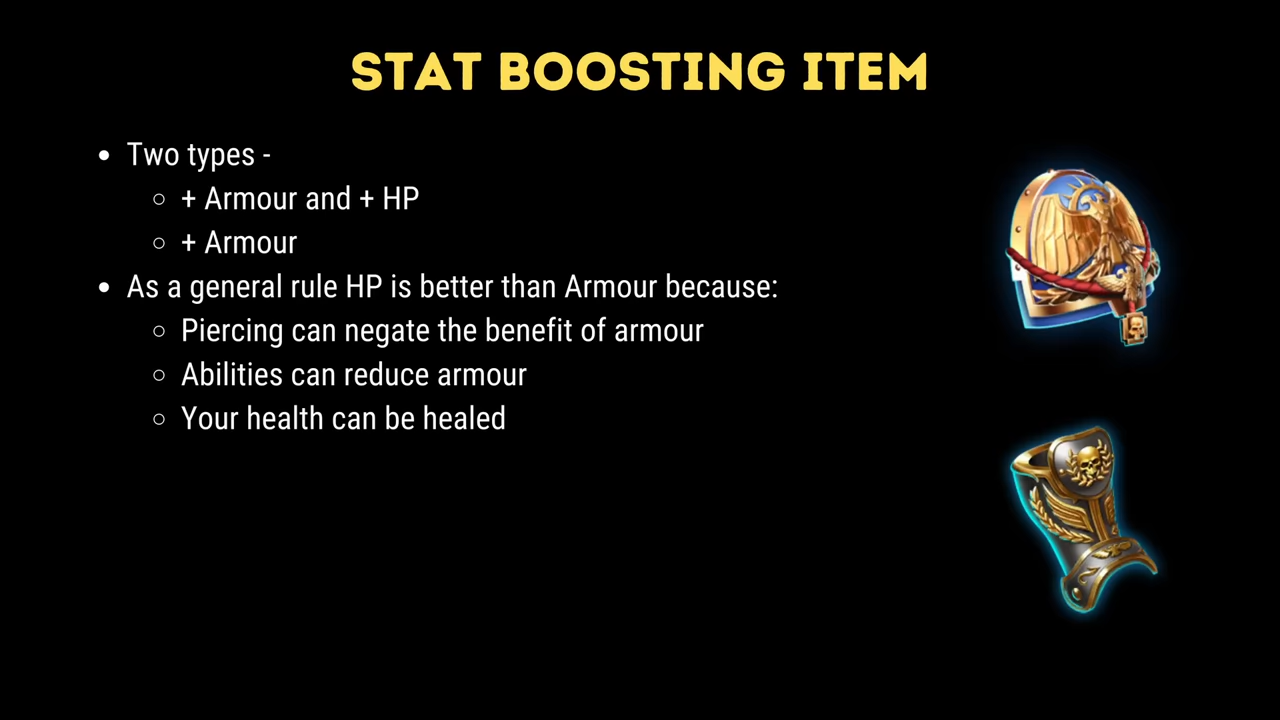 STAT BOOSTING ITEM
• Two types -
○ + Armour and + HP
○ + Armour
• As a general rule HP is better than Armour because:
○ Piercing can negate the benefit of armour
○ Abilities can reduce armour
○ Your health can be healed